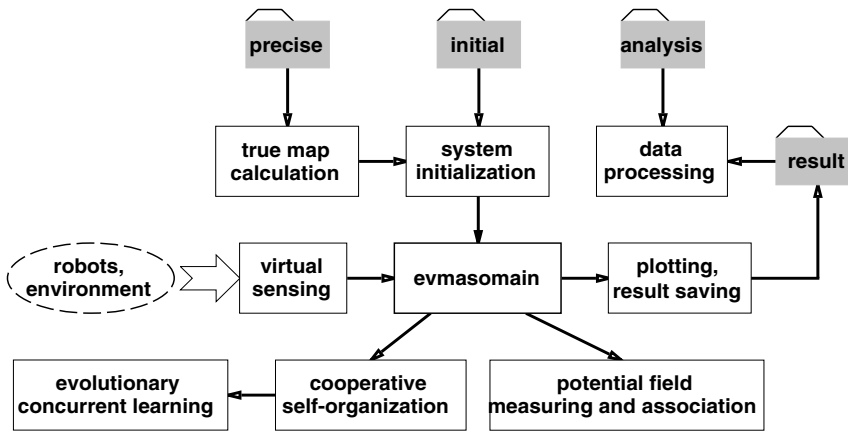 precise
initial
analysis
true map
calculation
system
initialization
data
processing
result
robots,
environment
virtual
sensing
evmasomain
plotting,
result saving
evolutionary
concurrent learning
cooperative
self-organization
potential field
measuring and association